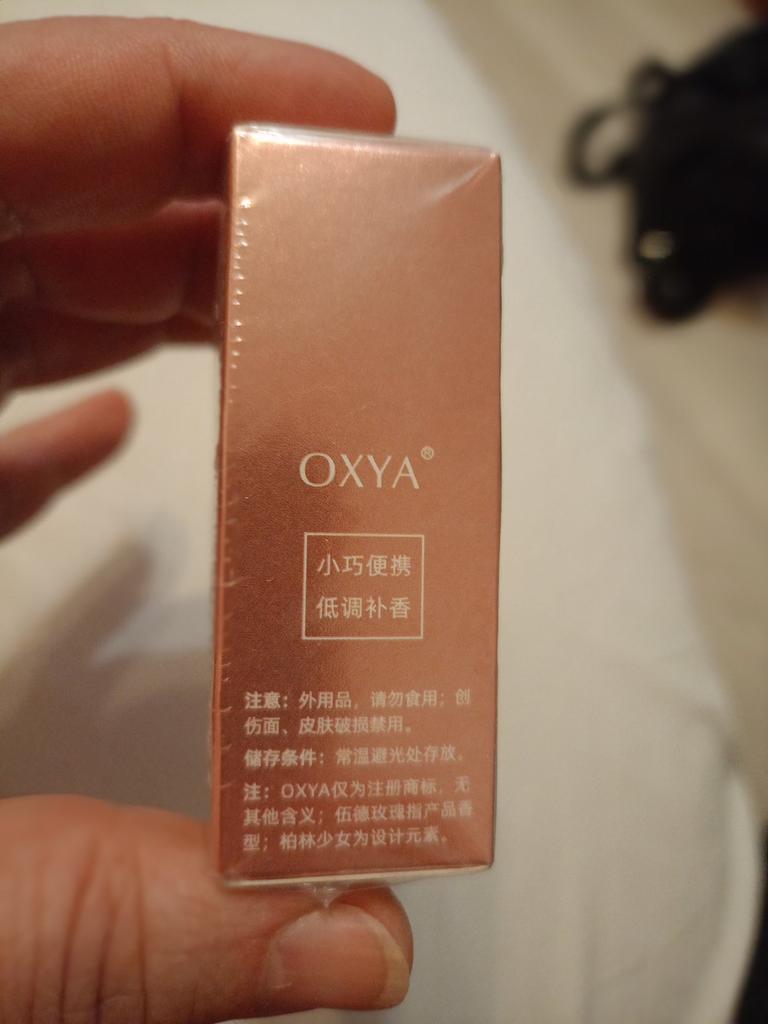 OXYA®
小巧便携
低调补香
注意：外用品，请勿食用；创
伤面、皮肤破损禁用。
储存条件：常温避光处存放。
注：OXYA仅为注册商标，无
其他含义；伍德玫瑰指产品香
型；柏林少女为设计元素。